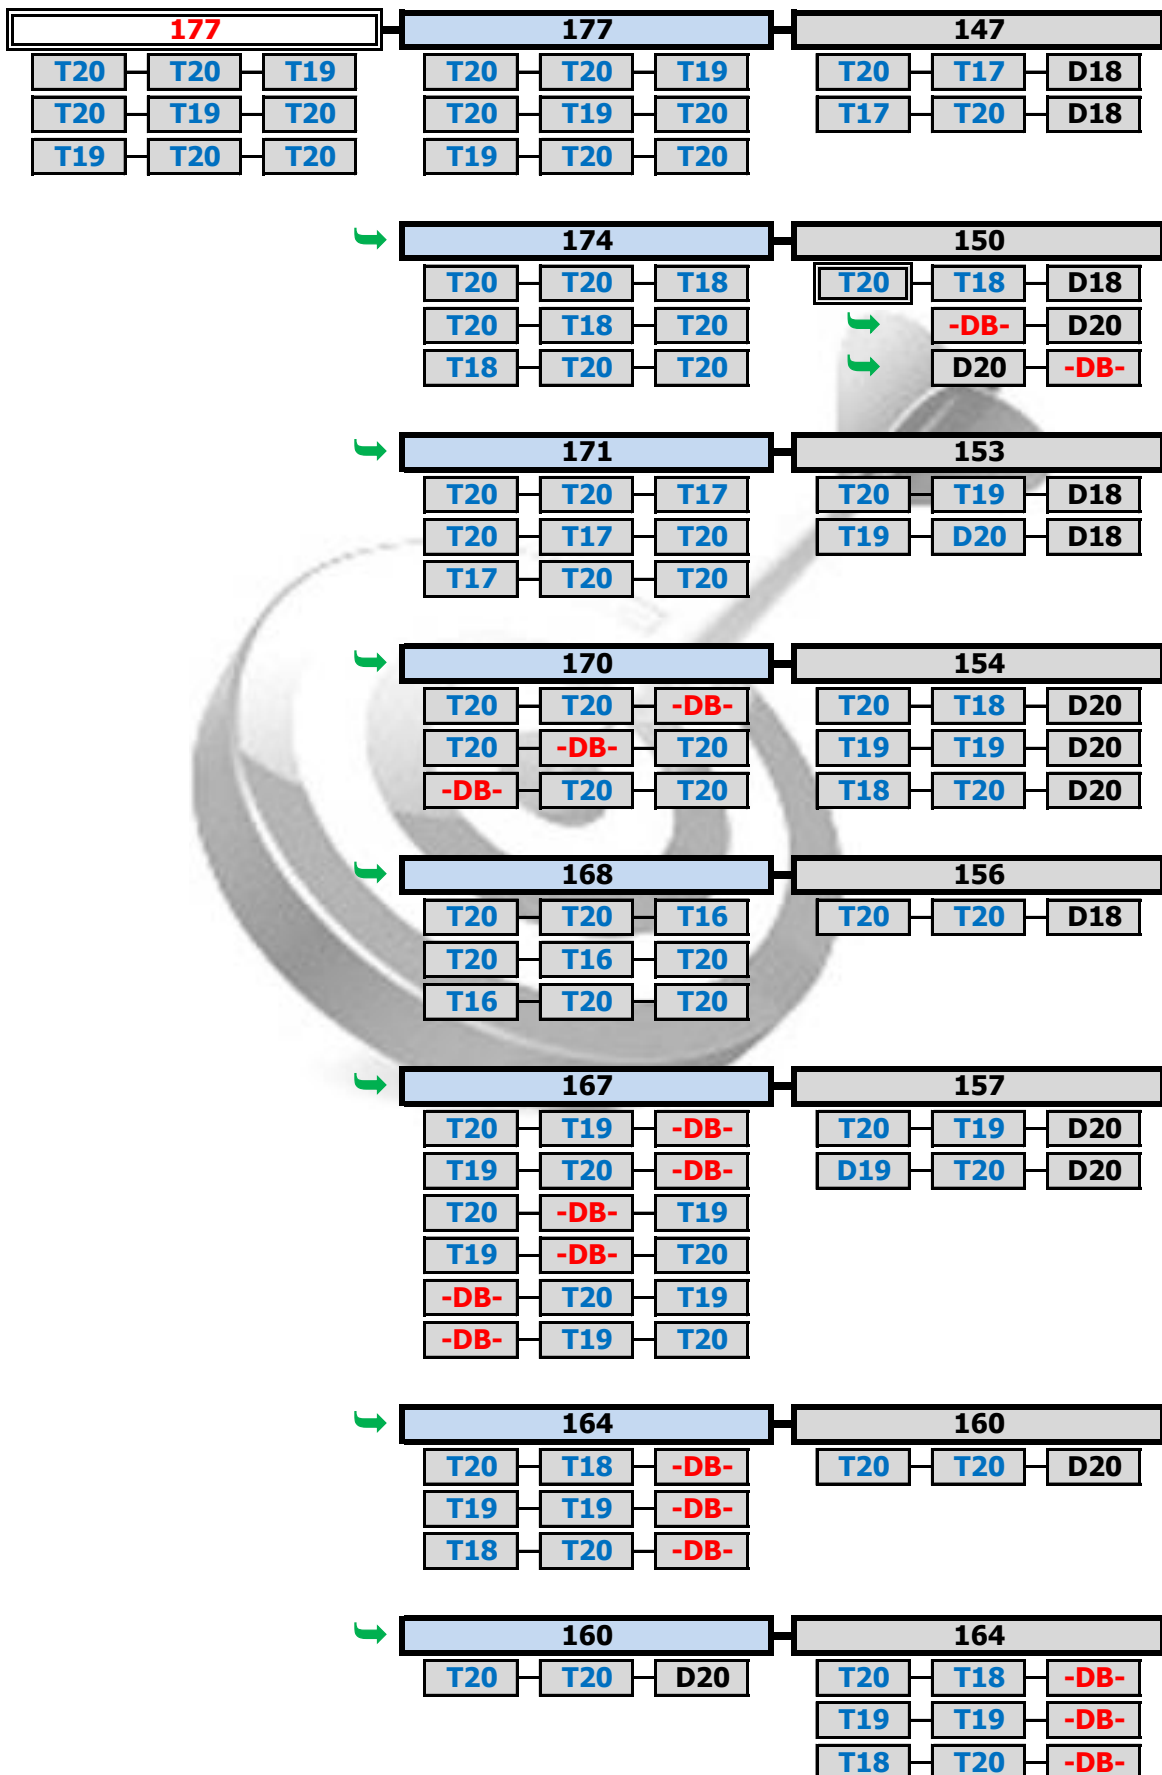 177 177 147
T20 T20 T19 T20 T20 T19 T20 T17 D18
T20 T19 T20 T20 T19 T20 T17 T20 D18
T19 T20 T20 T19 T20 T20
174 150
T20 T20 T18 T20 T18 D18
T20 T18 T20 -DB- D20
T18 T20 T20 D20 -DB-
171 153
T20 T20 T17 T20 T19 D18
T20 T17 T20 T19 D20 D18
T17 T20 T20
170 154
T20 T20 -DB- T20 T18 D20
T20 -DB- T20 T19 T19 D20
-DB- T20 T20 T18 T20 D20
168 156
T20 T20 T16 T20 T20 D18
T20 T16 T20
T16 T20 T20
167 157
T20 T19 -DB- T20 T19 D20
T19 T20 -DB- D19 T20 D20
T20 -DB- T19
T19 -DB- T20
-DB- T20 T19
-DB- T19 T20
164 160
T20 T18 -DB- T20 T20 D20
T19 T19 -DB-
T18 T20 -DB-
160 164
T20 T20 D20 T20 T18 -DB-
T19 T19 -DB-
T18 T20 -DB-